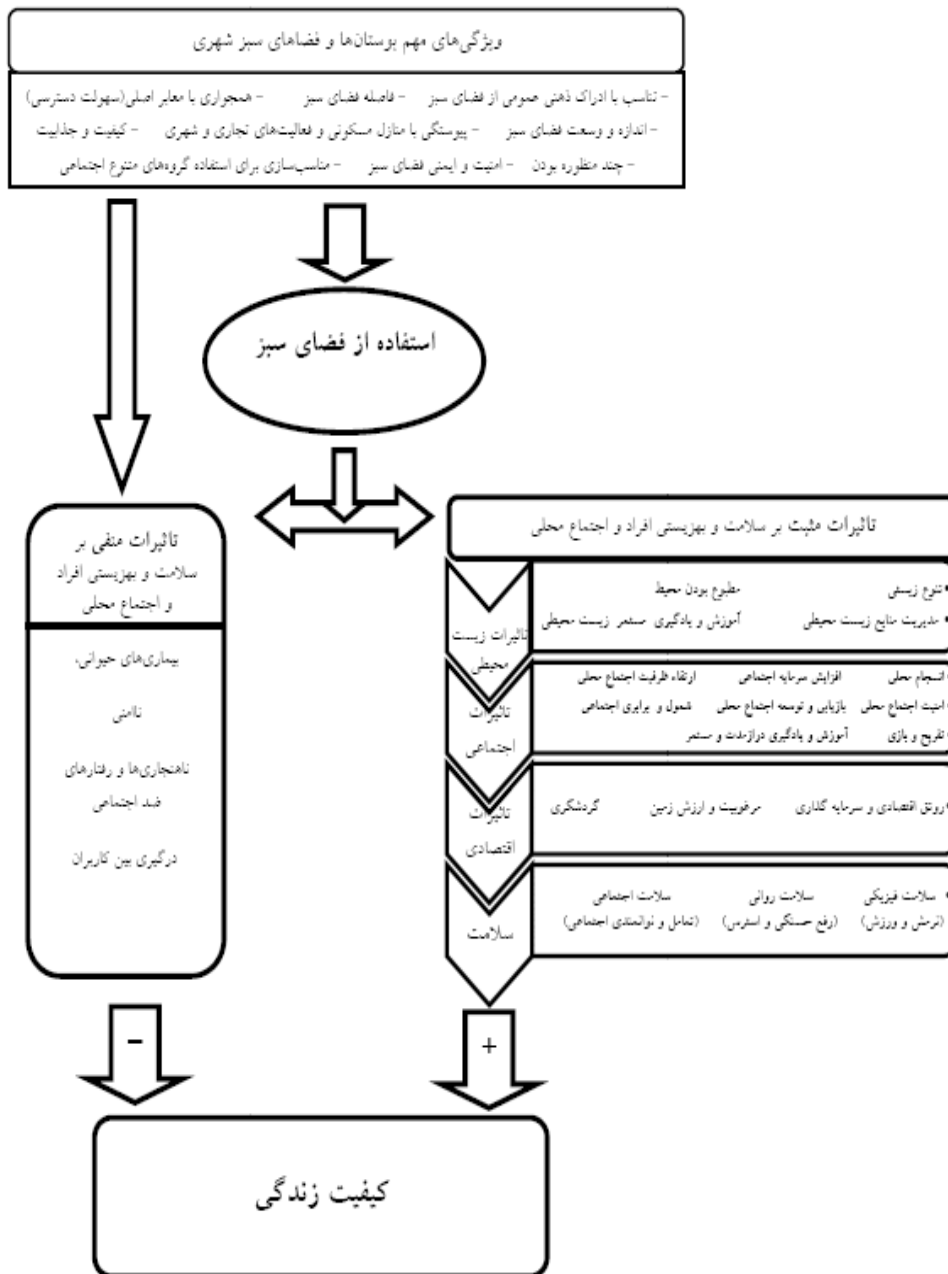 ویژگی‌های مهم بوستان‌ها و فضاهای سبز شهری
- تناسب با ادراک ذهنی عمومی از فضای سبز - فاصله فضای سبز - همجواری با معابر اصلی(سهولت دسترسی)
- اندازه و وسعت فضای سبز - پیوستگی با منازل مسکونی و فعالیت‌های تجاری و شهری - کیفیت و جذابیت
- چند منظوره بودن - امنیت و ایمنی فضای سبز - مناسب‌سازی برای استفاده گروه‌های متنوع اجتماعی
استفاده از فضای سبز
تاثیرات مثبت بر سلامت و بهزیستی افراد و اجتماع محلی
تاثیرات زیست
محیطی
• تنوع زیستی مطبوع بودن محیط
• مدیریت منابع زیست محیطی آموزش و یادگیری مستمر زیست محیطی
تاثیرات
اجتماعی
• انسجام محلی افزایش سرمایه اجتماعی ارتقاء ظرفیت اجتماع محلی
• امنیت اجتماع محلی بازیابی و توسعه اجتماع محلی شمول و برابری اجتماعی
• تفریح و بازی آموزش و یادگیری درازمدت و مستمر
تاثیرات
اقتصادی
• رونق اقتصادی و سرمایه گذاری مرغوبیت و ارزش زمین گردشگری
سلامت
• سلامت فیزیکی سلامت روانی سلامت اجتماعی
(نرمش و ورزش) (رفع خستگی و استرس) (تعامل و توانمندی اجتماعی)
تاثیرات منفی بر
سلامت و بهزیستی افراد
و اجتماع محلی
بیماری‌های حیوانی،
ناامنی
ناهنجاری‌ها و رفتارهای
ضد اجتماعی
درگیری بین کاربران
+
-
کیفیت زندگی